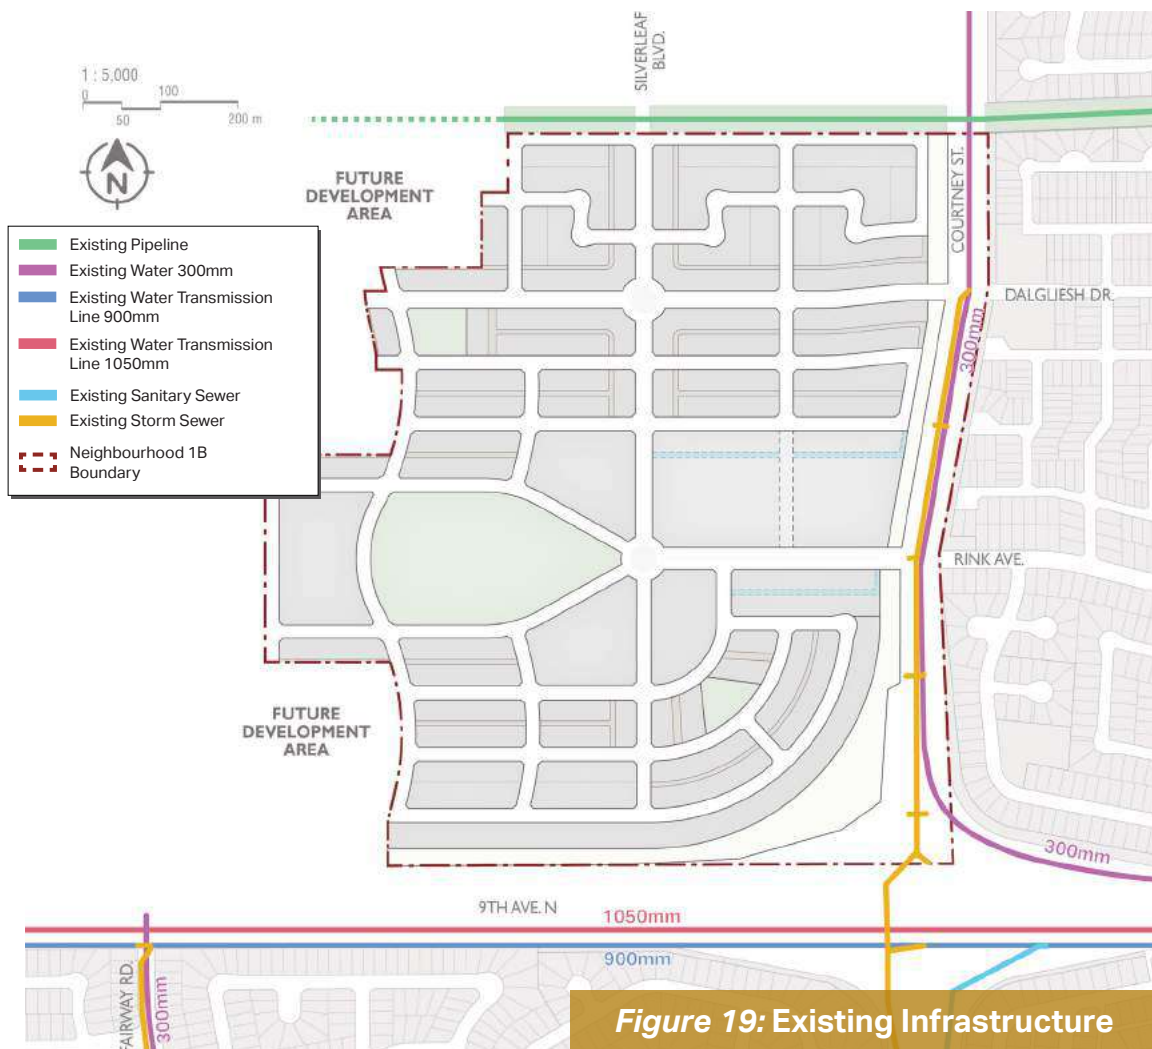 SILVERLEAF
BLVD.
1 : 5,000
0
100
50
200 m
N
FUTURE
DEVELOPMENT
AREA
COURTNEY ST.
Existing Pipeline
Existing Water 300mm
Existing Water Transmission
Line 900mm
Existing Water Transmission
Line 1050mm
Existing Sanitary Sewer
Existing Storm Sewer
Neighbourhood 1B
Boundary
DALGLIESH DR.
300mm
RINK AVE.
FUTURE
DEVELOPMENT
AREA
300mm
9TH AVE. N
1050mm
900mm
FAIRWAY RD.
300mm
Figure 19: Existing Infrastructure